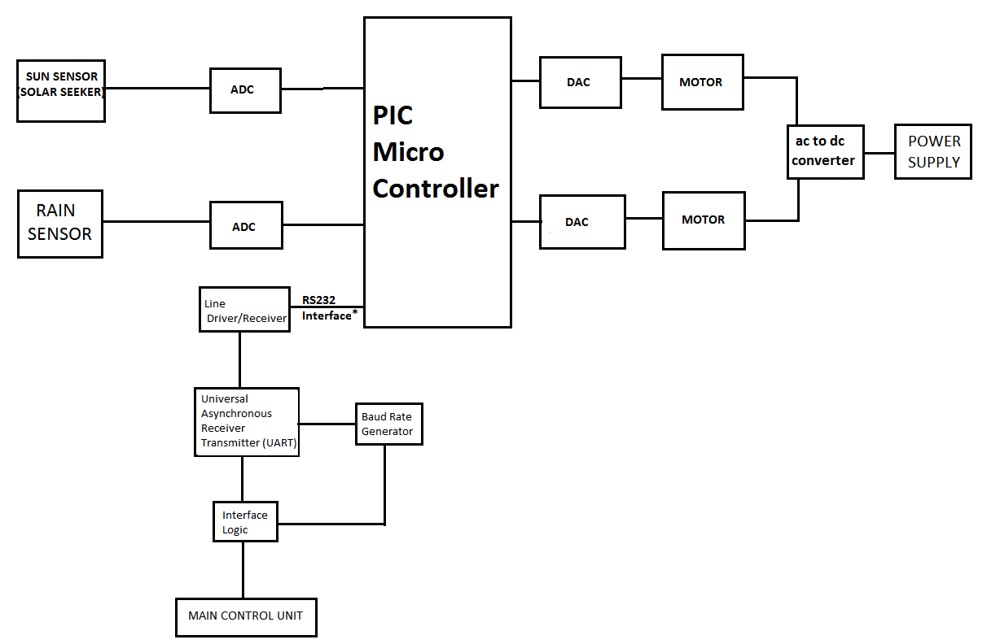 SUN SENSOR
(SOLAR SEEKER)
ADC
PIC
Micro
Controller
DAC
MOTOR
ac to dc
converter
POWER
SUPPLY
RAIN
SENSOR
ADC
DAC
MOTOR
Line
Driver/Receiver
RS232
Interface*
Universal
Asynchronous
Receiver
Transmitter (UART)
Baud Rate
Generator
Interface
Logic
MAIN CONTROL UNIT